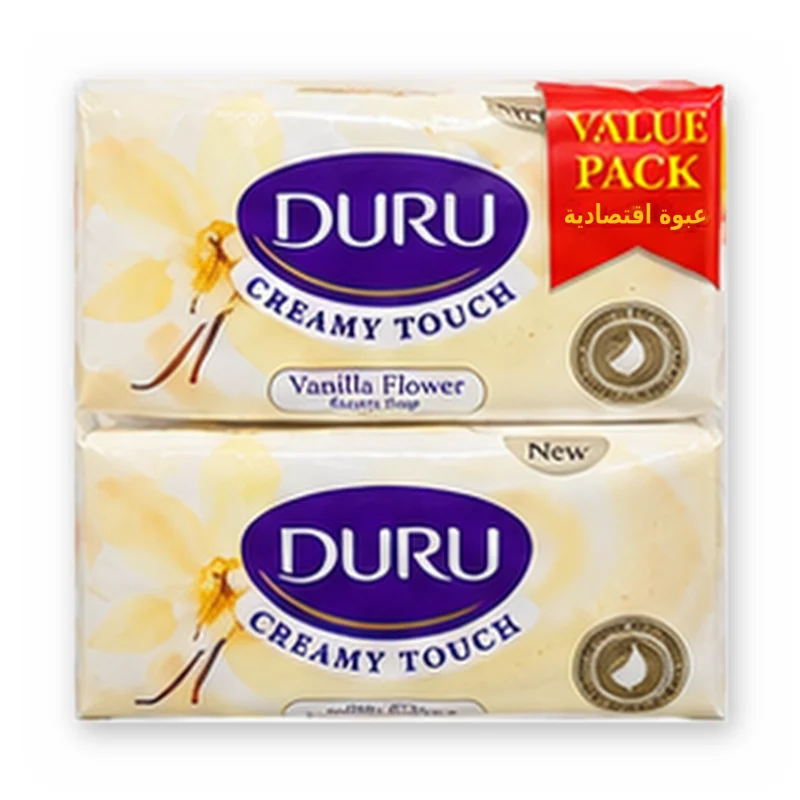 VALUE
PACK
عبوة اقتصادية
DURU
CREAMY TOUCH
Vanilla Flower
New
DURU
CREAMY TOUCH